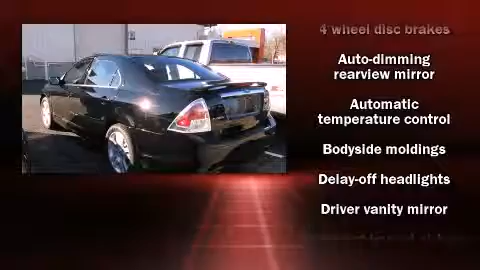 4 wheel disc brakes
Auto-dimming
rearview mirror
Automatic
temperature control
Bodyside moldings
Delay-off headlights
Driver vanity mirror